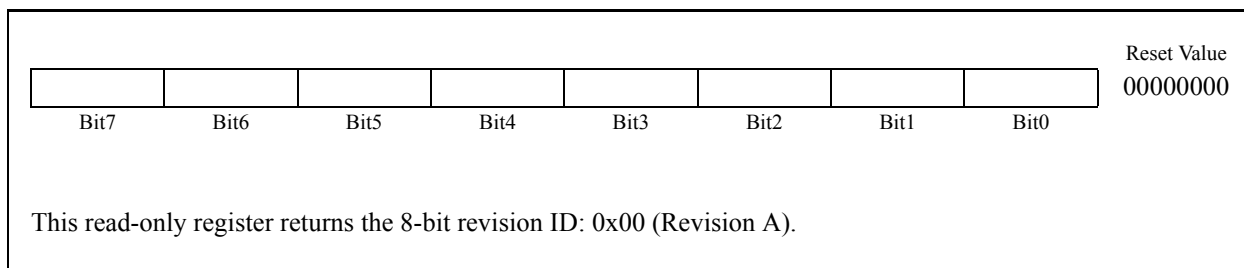 Reset Value
00000000
Bit7 Bit6 Bit5 Bit4 Bit3 Bit2 Bit1 Bit0
This read-only register returns the 8-bit revision ID: 0x00 (Revision A).